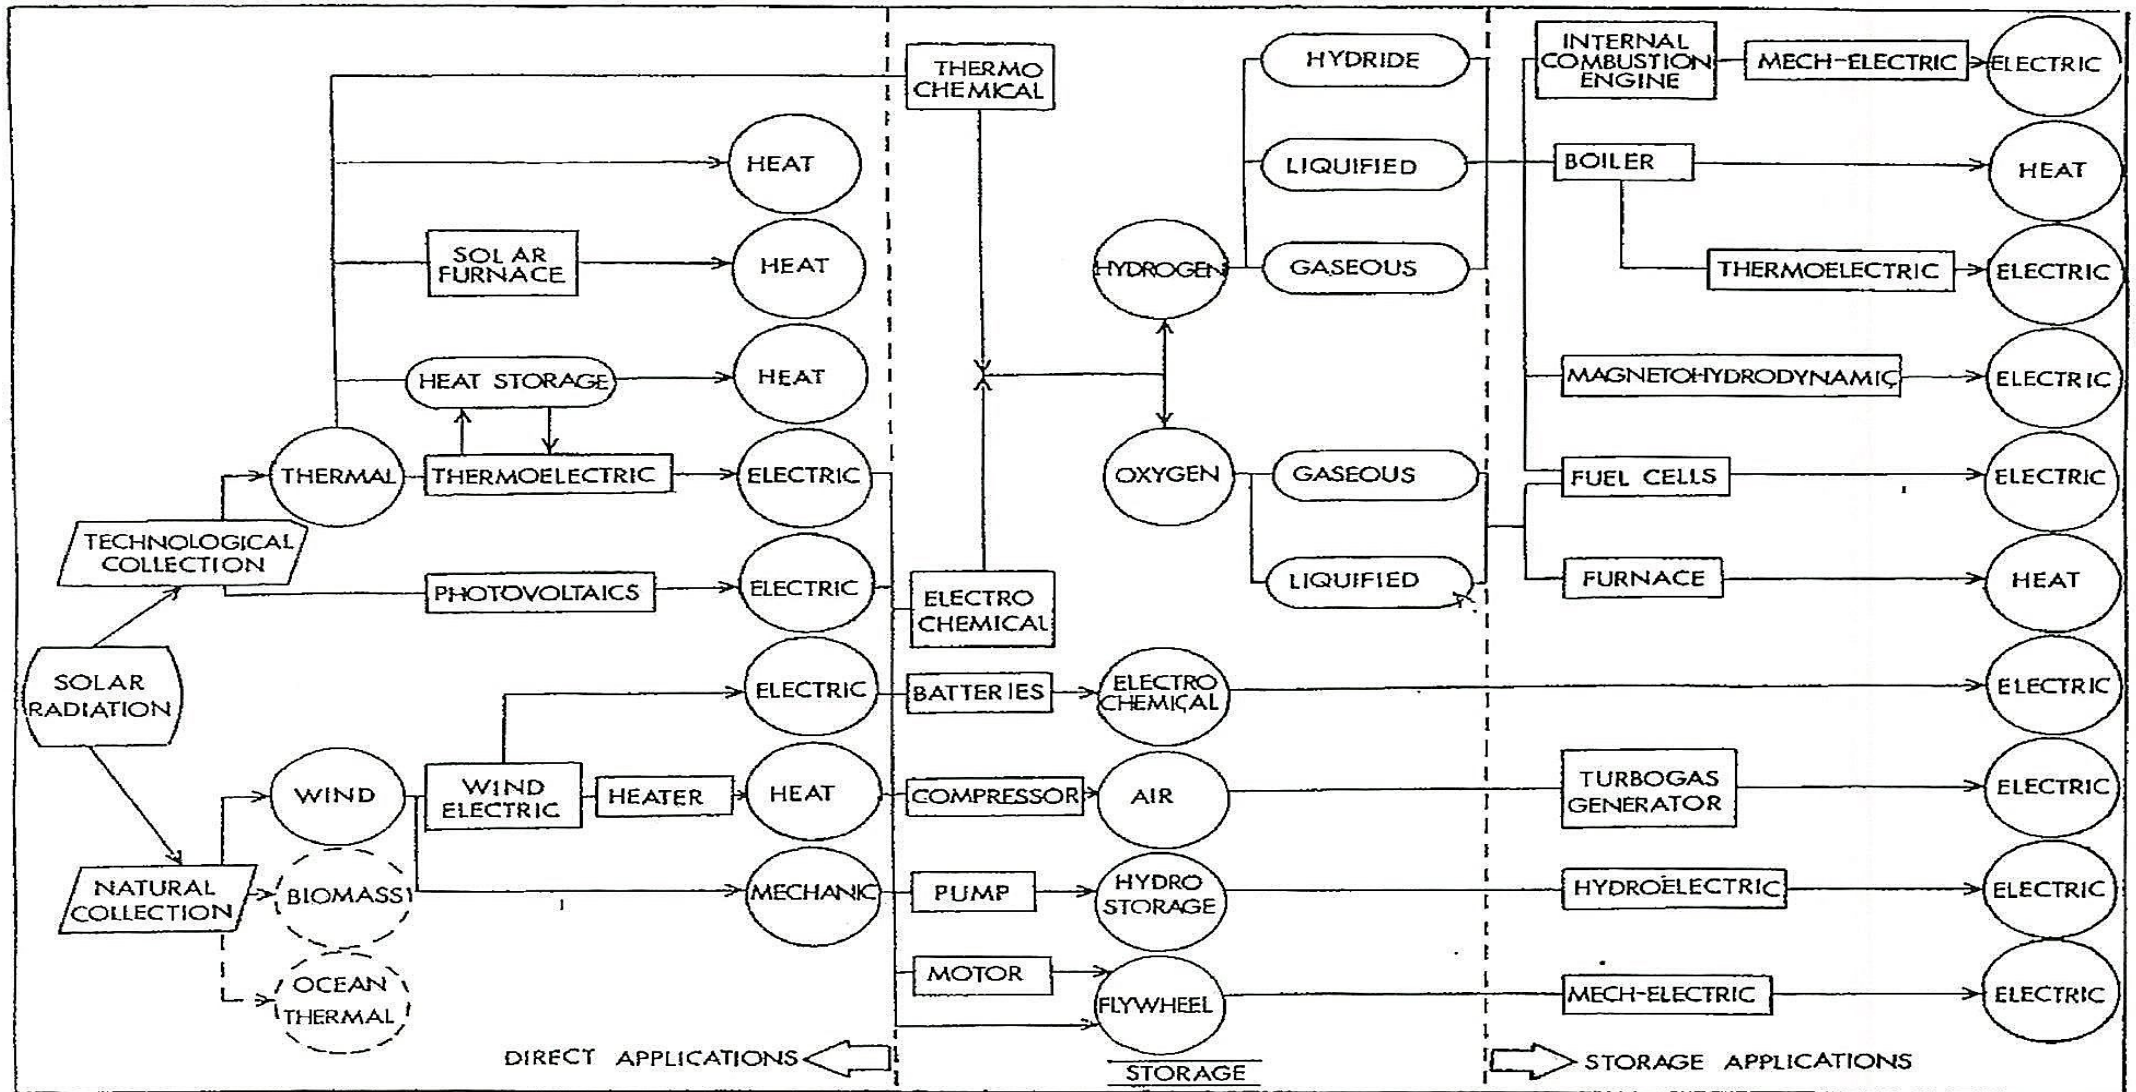 THERMO
CHEMICAL
HEAT
SOLAR
FURNACE
HEAT
HEAT STORAGE
HEAT
THERMAL
THERMOELECTRIC
ELECTRIC
TECHNOLOGICAL
COLLECTION
PHOTOVOLTAICS
ELECTRIC
SOLAR
RADIATION
ELECTRIC
WIND
WIND
ELECTRIC
HEATER
HEAT
NATURAL
COLLECTION
BIOMASS
MECHANIC
OCEAN
THERMAL
DIRECT APPLICATIONS
ELECTRO
CHEMICAL
HYDROGEN
HYDRIDE
LIQUIFIED
GASEOUS
OXYGEN
GASEOUS
LIQUIFIED
BATTERIES
ELECTRO
CHEMICAL
COMPRESSOR
AIR
PUMP
HYDRO
STORAGE
MOTOR
FLYWHEEL
STORAGE
INTERNAL
COMBUSTION
ENGINE
MECH-ELECTRIC
ELECTRIC
BOILER
HEAT
THERMOELECTRIC
ELECTRIC
MAGNETOHYDRODYNAMIC
ELECTRIC
FUEL CELLS
ELECTRIC
FURNACE
HEAT
ELECTRIC
TURBOGAS
GENERATOR
ELECTRIC
HYDROELECTRIC
ELECTRIC
MECH-ELECTRIC
ELECTRIC
STORAGE APPLICATIONS